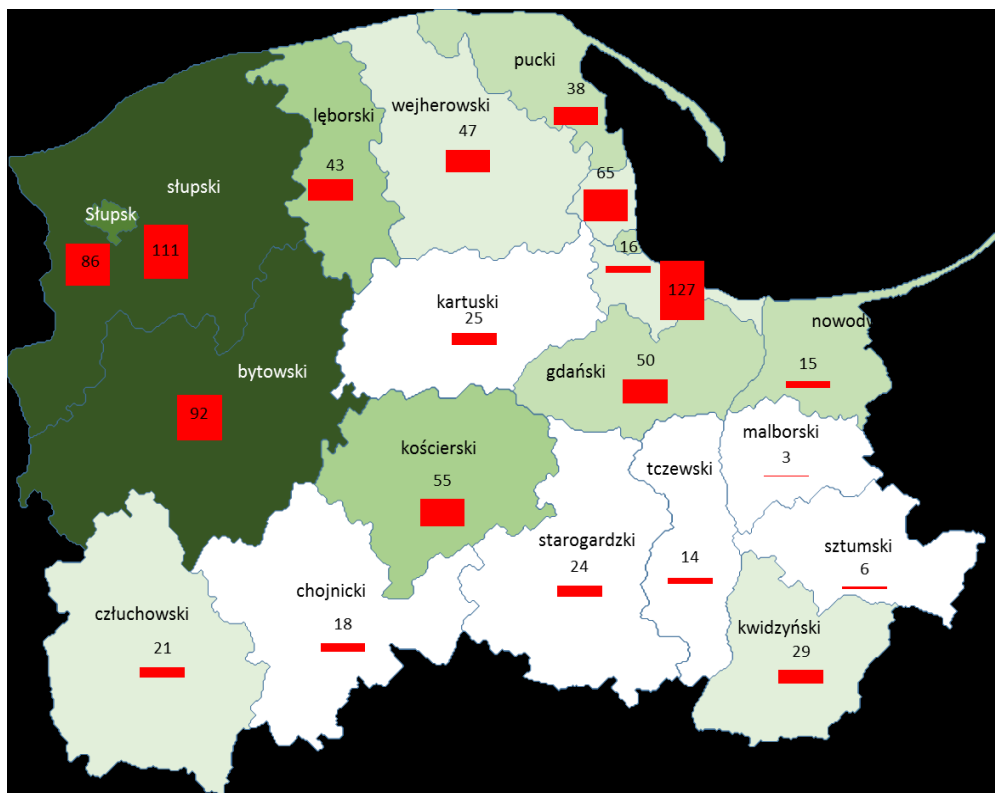 pucki
38
wejherowski
47
lęborski
43
65
słupski
Słupsk
86
111
16
127
kartuski
25
nowody
15
gdański
50
bytowski
92
malborski
3
kościerski
55
tczewski
14
starogardzki
24
sztumski
6
chojnicki
18
człuchowski
21
kwidzyński
29